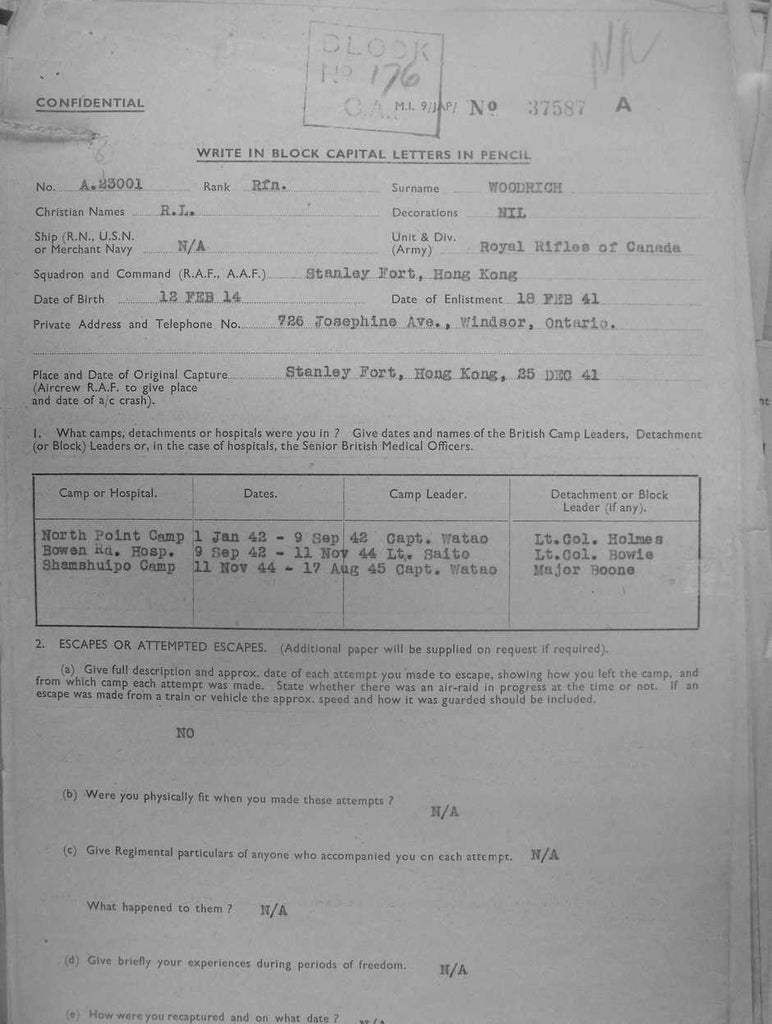 BLOCK
Nº 176
CONFIDENTIAL
C.A. M.I. 9/JAP/ Nº 37587 A
WRITE IN BLOCK CAPITAL LETTERS IN PENCIL
No. A.23001 Rank Rfn. Surname WOODRICH
Christian Names R.L. Decorations NIL
Ship (R.N., U.S.N. Unit & Div.
or Merchant Navy N/A (Army) Royal Rifles of Canada
Squadron and Command (R.A.F., A.A.F.) Stanley Fort, Hong Kong
Date of Birth 12 FEB 14 Date of Enlistment 18 FEB 41
Private Address and Telephone No. 726 Josephine Ave., Windsor, Ontario.
Place and Date of Original Capture Stanley Fort, Hong Kong, 25 DEC 41
(Aircrew R.A.F. to give place
and date of a/c crash).
1. What camps, detachments or hospitals were you in ? Give dates and names of the British Camp Leaders, Detachment
(or Block) Leaders or, in the case of hospitals, the Senior British Medical Officers.
Camp or Hospital. Dates. Camp Leader. Detachment or Block
Leader (if any).
North Point Camp 1 Jan 42 - 9 Sep 42 Capt. Watao Lt.Col. Holmes
Bowen Rd. Hosp. 9 Sep 42 - 11 Nov 44 Lt. Saito Lt.Col. Bowie
Shamshuipo Camp 11 Nov 44 - 17 Aug 45 Capt. Watao Major Boone
2. ESCAPES OR ATTEMPTED ESCAPES. (Additional paper will be supplied on request if required).
(a) Give full description and approx. date of each attempt you made to escape, showing how you left the camp, and
from which camp each attempt was made. State whether there was an air-raid in progress at the time or not. If an
escape was made from a train or vehicle the approx. speed and how it was guarded should be included.
NO
(b) Were you physically fit when you made these attempts ?
N/A
(c) Give Regimental particulars of anyone who accompanied you on each attempt. N/A
What happened to them ? N/A
(d) Give briefly your experiences during periods of freedom. N/A
(e) How were you recaptured and on what date ? N/A